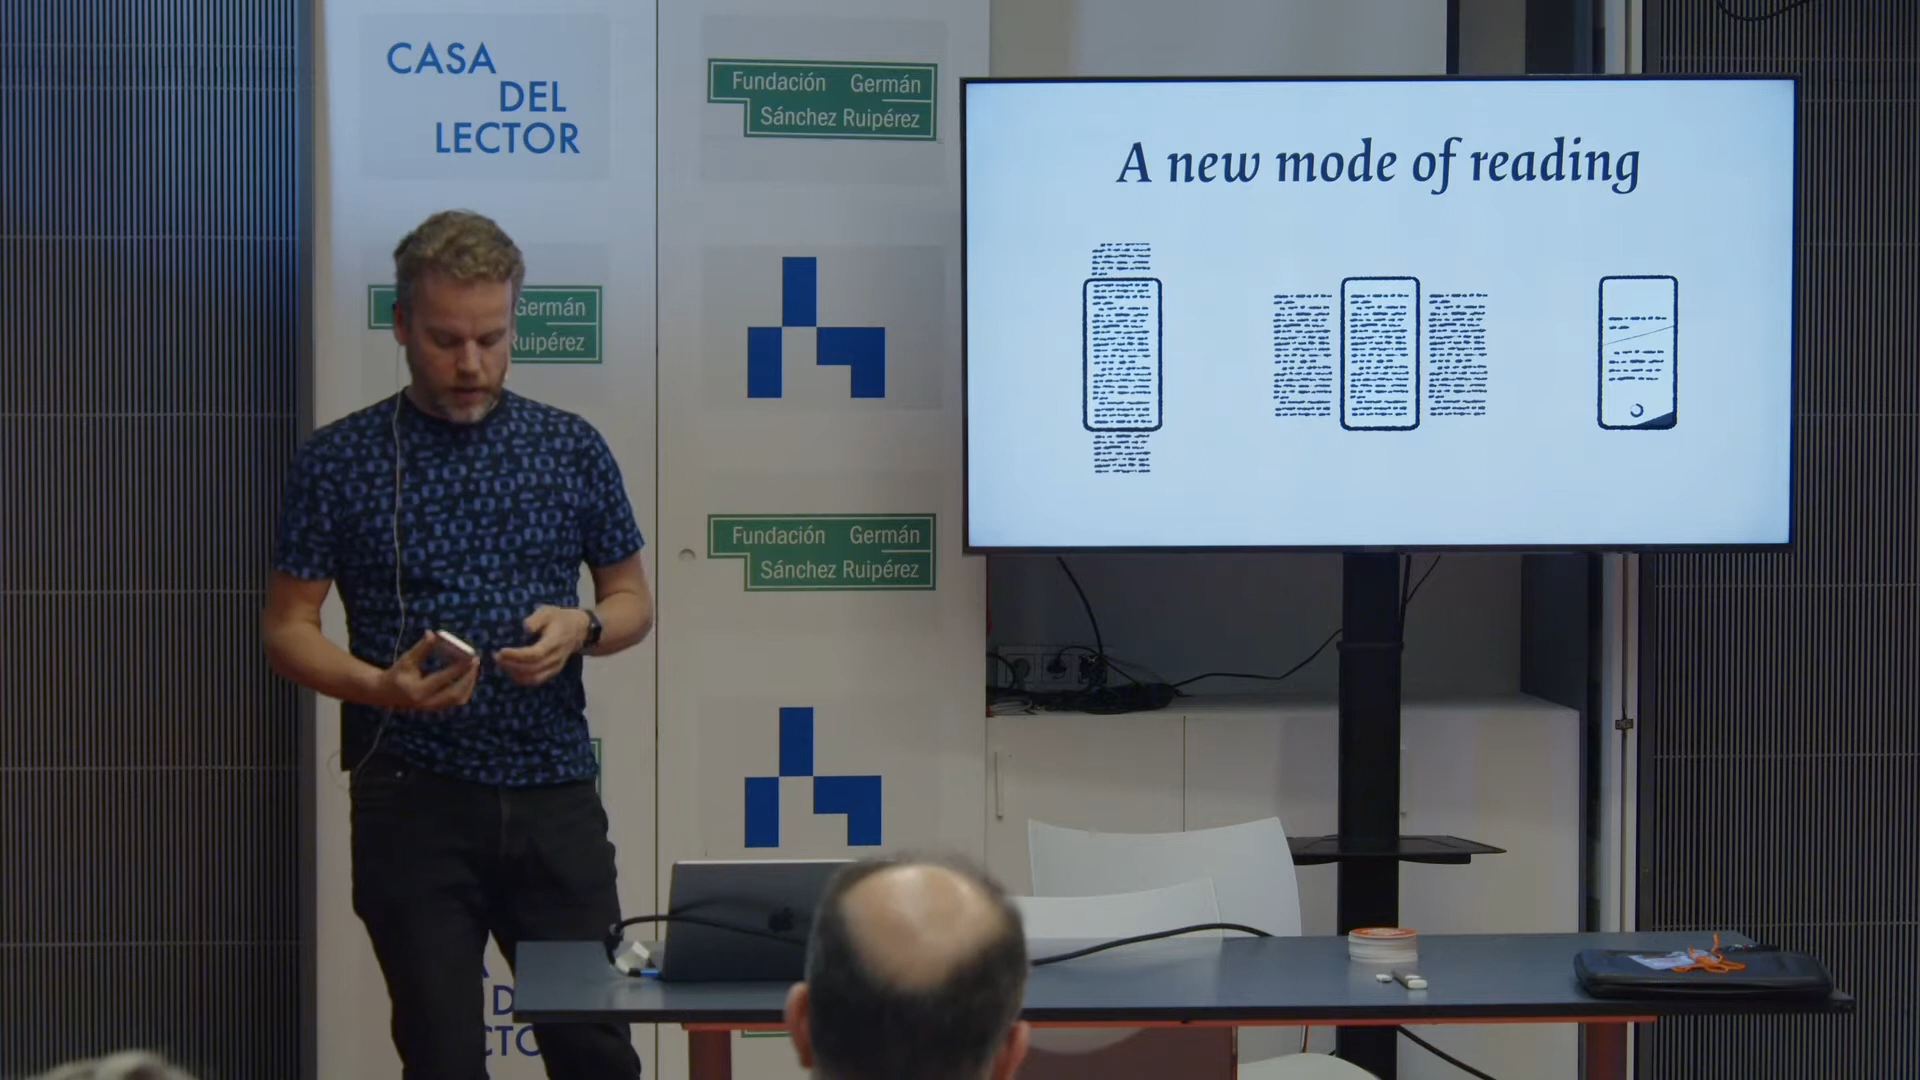 CASA
DEL
LECTOR
Fundación Germán
Sánchez Ruipérez
Germán
Ruipérez
Fundación Germán
Sánchez Ruipérez
A new mode of reading